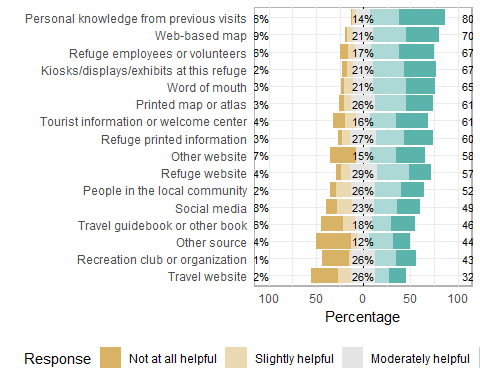 Personal knowledge from previous visits 6% 14% 80
Web-based map 9% 21% 70
Refuge employees or volunteers 6% 17% 67
Kiosks/displays/exhibits at this refuge 2% 21% 67
Word of mouth 3% 21% 65
Printed map or atlas 3% 26% 61
Tourist information or welcome center 4% 16% 61
Refuge printed information 3% 27% 60
Other website 7% 15% 58
Refuge website 4% 29% 57
People in the local community 2% 26% 52
Social media 8% 23% 49
Travel guidebook or other book 6% 18% 46
Other source 4% 12% 44
Recreation club or organization 1% 26% 43
Travel website 2% 26% 32
100 50 0 50 100
Percentage
Response Not at all helpful Slightly helpful Moderately helpful